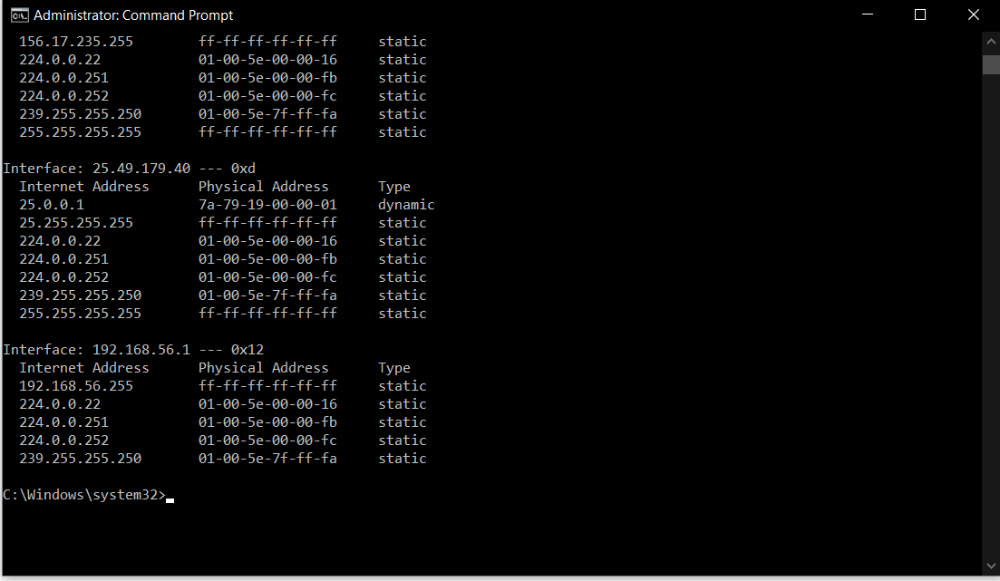 Administrator: Command Prompt
156.17.235.255 ff-ff-ff-ff-ff-ff static
224.0.0.22 01-00-5e-00-00-16 static
224.0.0.251 01-00-5e-00-00-fb static
224.0.0.252 01-00-5e-00-00-fc static
239.255.255.250 01-00-5e-7f-ff-fa static
255.255.255.255 ff-ff-ff-ff-ff-ff static
Interface: 25.49.179.40 --- 0xd
Internet Address Physical Address Type
25.0.0.1 7a-79-19-00-00-01 dynamic
25.255.255.255 ff-ff-ff-ff-ff-ff static
224.0.0.22 01-00-5e-00-00-16 static
224.0.0.251 01-00-5e-00-00-fb static
224.0.0.252 01-00-5e-00-00-fc static
239.255.255.250 01-00-5e-7f-ff-fa static
255.255.255.255 ff-ff-ff-ff-ff-ff static
Interface: 192.168.56.1 --- 0x12
Internet Address Physical Address Type
192.168.56.255 ff-ff-ff-ff-ff-ff static
224.0.0.22 01-00-5e-00-00-16 static
224.0.0.251 01-00-5e-00-00-fb static
224.0.0.252 01-00-5e-00-00-fc static
239.255.255.250 01-00-5e-7f-ff-fa static
C:\Windows\system32>